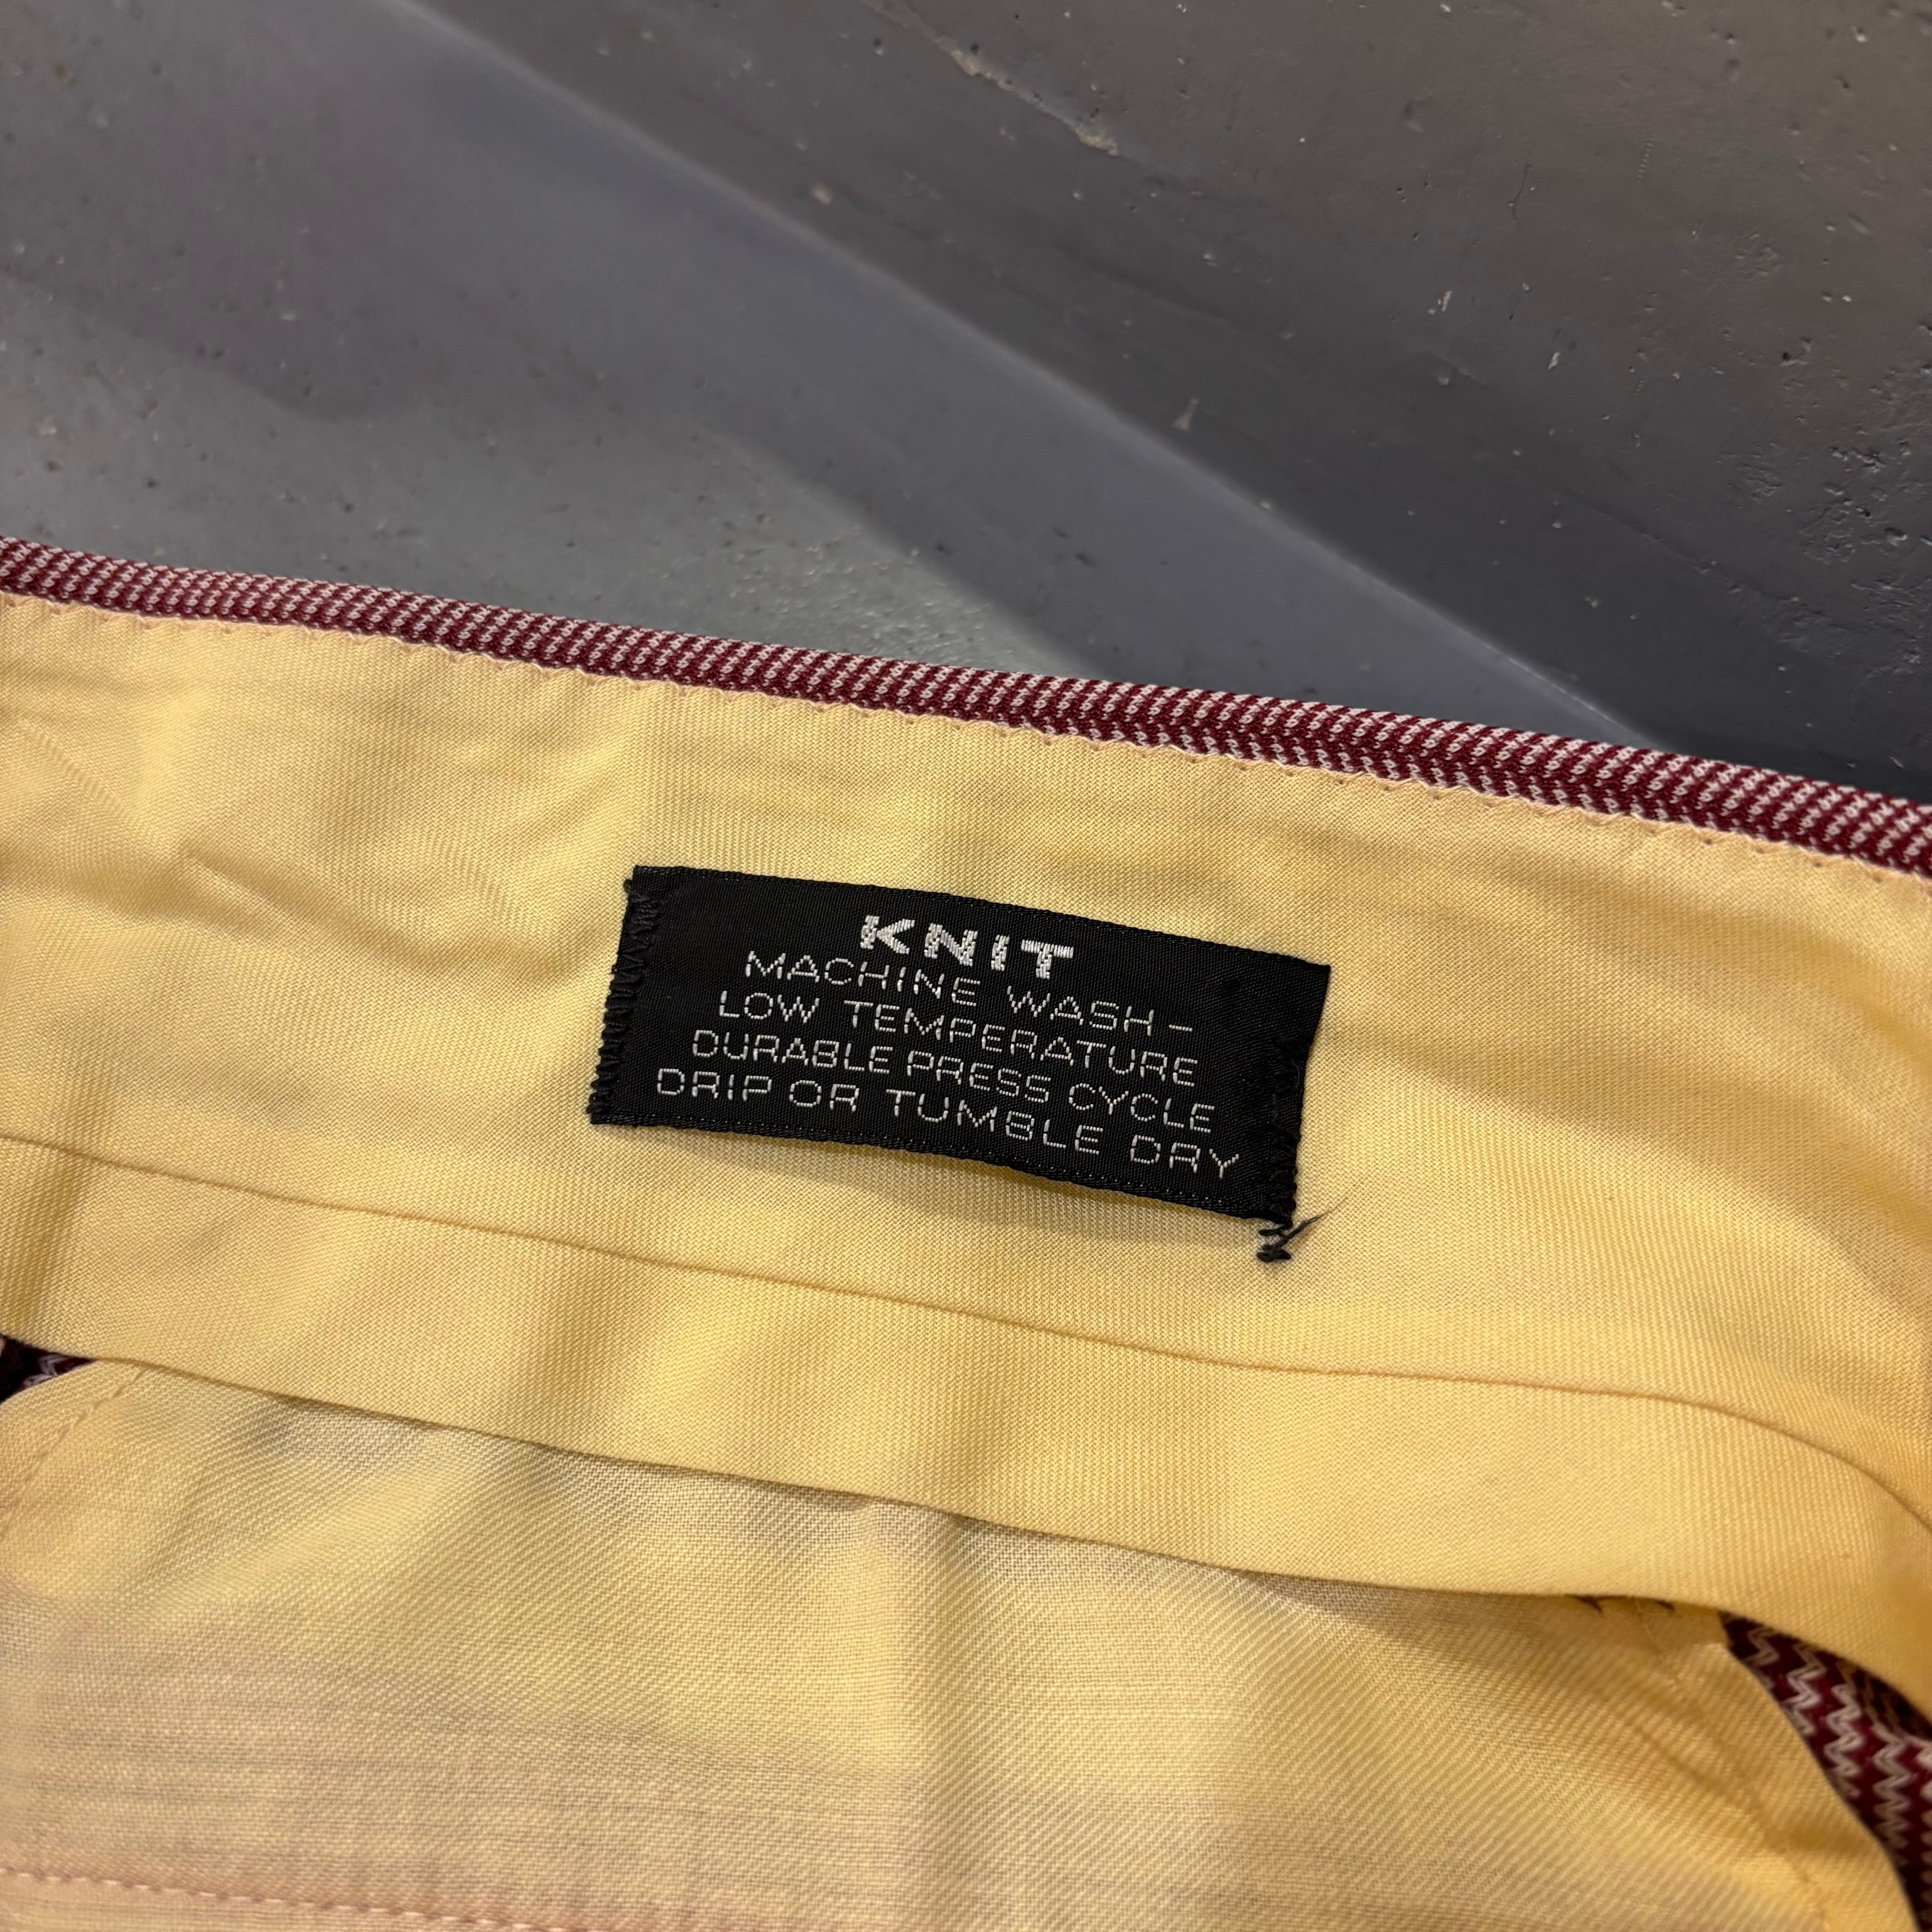 KNIT
MACHINE WASH-
LOW TEMPERATURE
DURABLE PRESS CYCLE
DRIP OR TUMBLE DRY